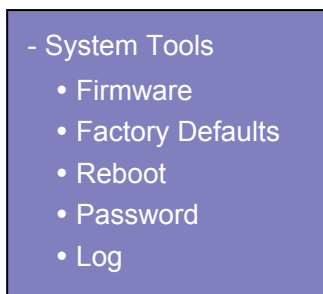 - System Tools
• Firmware
• Factory Defaults
• Reboot
• Password
• Log